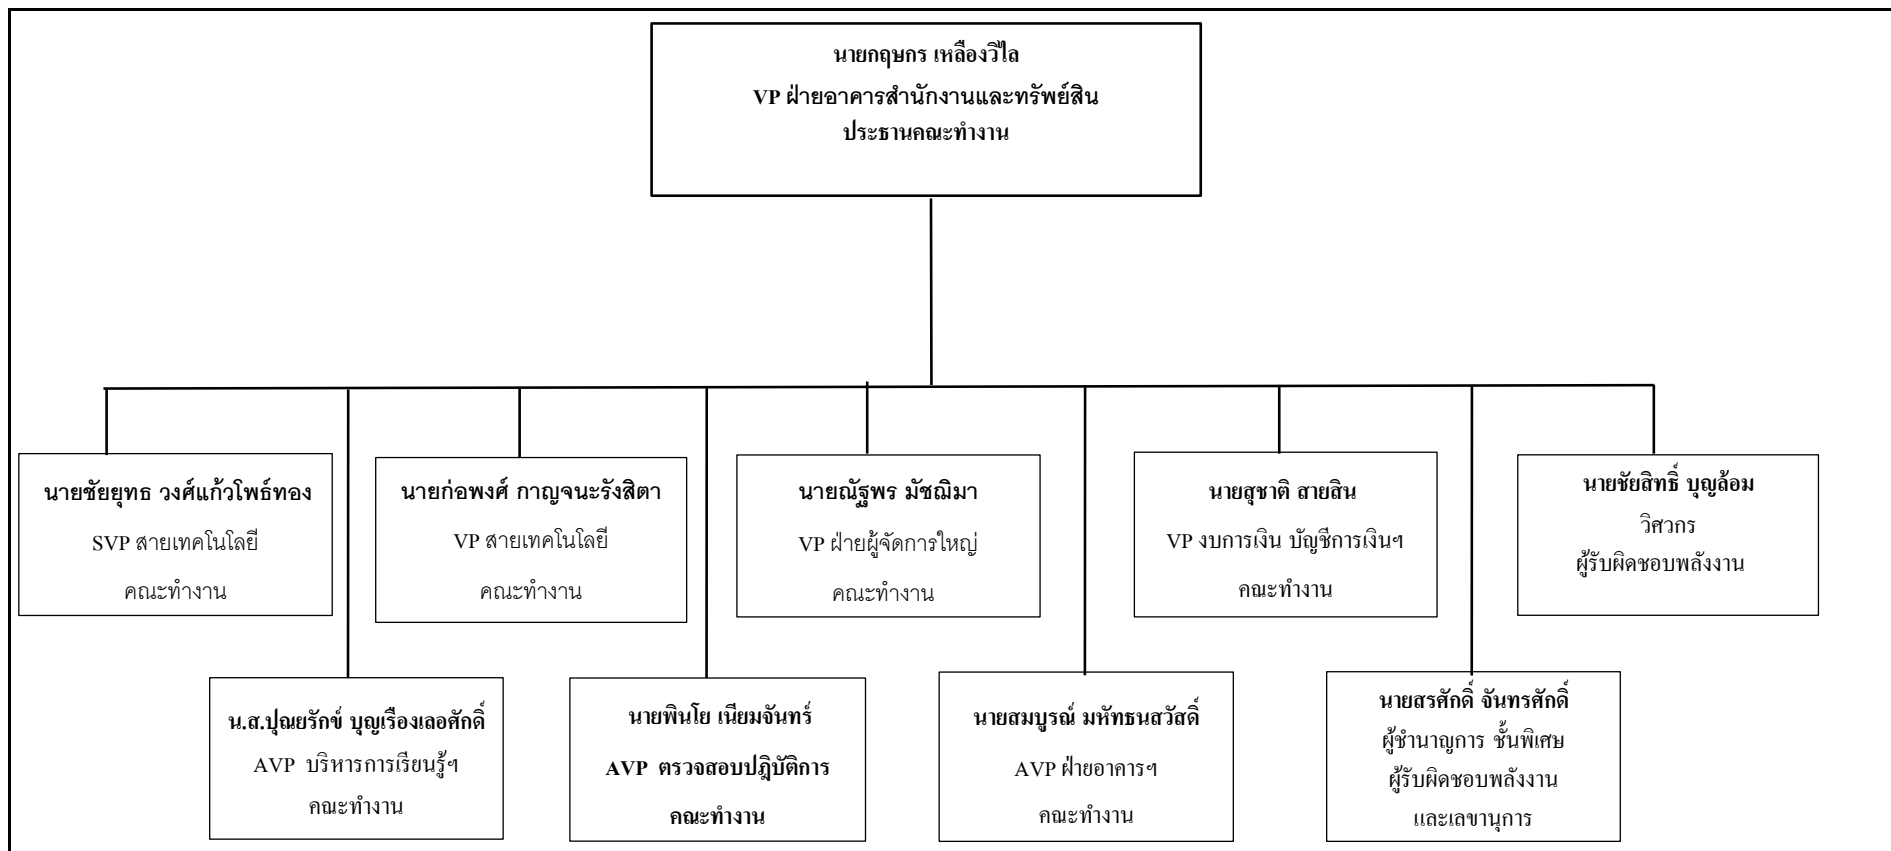 นายกฤษกร เหลืองวิไล
VP ฝ่ายอาคารสำนักงานและทรัพย์สิน
ประธานคณะทำงาน
นายชัยยุทธ วงศ์แก้วโพธ์ทอง
SVP สายเทคโนโลยี
คณะทำงาน
นายก่อพงศ์ กาญจนะรังสิตา
VP สายเทคโนโลยี
คณะทำงาน
นายณัฐพร มัชฌิมา
VP ฝ่ายผู้จัดการใหญ่
คณะทำงาน
นายสุชาติ สายสิน
VP งบการเงิน บัญชีการเงินฯ
คณะทำงาน
นายชัยสิทธิ์ บุญล้อม
วิศวกร
ผู้รับผิดชอบพลังงาน
น.ส.ปุณยรักข์ บุญเรืองเลอศักดิ์
AVP บริหารการเรียนรู้ฯ
คณะทำงาน
นายพินโย เนียมจันทร์
AVP ตรวจสอบปฎิบัติการ
คณะทำงาน
นายสมบูรณ์ มหัทธนสวัสดิ์
AVP ฝ่ายอาคารฯ
คณะทำงาน
นายสรศักดิ์ จันทรศักดิ์
ผู้ชำนาญการ ชั้นพิเศษ
ผู้รับผิดชอบพลังงาน
และเลขานุการ